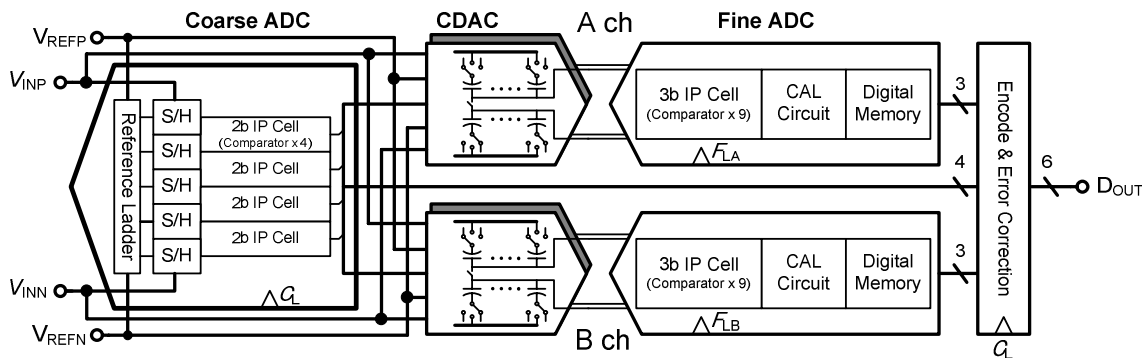 Coarse ADC
CDAC
A ch
Fine ADC
VREFP
VINP
Reference Ladder
S/H
2b IP Cell
(Comparator x 4)
S/H
2b IP Cell
S/H
2b IP Cell
S/H
2b IP Cell
S/H
CL
VINN
VREFN
3b IP Cell
(Comparator x 9)
CAL
Circuit
Digital
Memory
FLA
3
4
3b IP Cell
(Comparator x 9)
CAL
Circuit
Digital
Memory
FLB
3
B ch
Encode & Error Correction
CL
6
DOUT